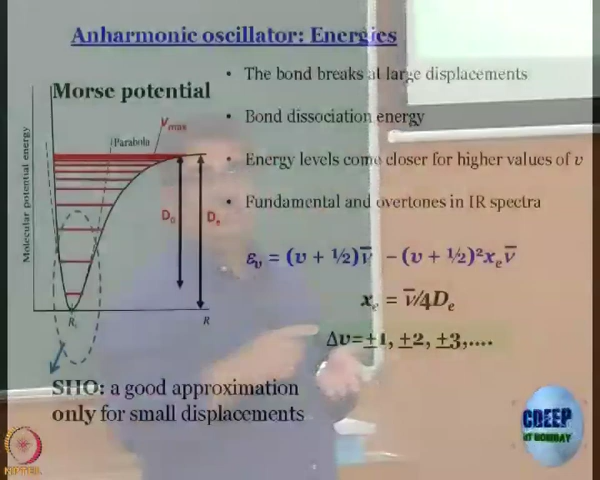 Anharmonic oscillator: Energies
Morse potential
• The bond breaks at large displacements
• Bond dissociation energy
• Energy levels come closer for higher values of υ
• Fundamental and overtones in IR spectra
Molecular potential energy
Parabola
Vmax
D₀
Dₑ
Rₑ
R
ευ = (υ + ½)ν̅ – (υ + ½)²xₑν̅
xₑ = ν̅/4Dₑ
Δυ=±1, ±2, ±3,....
SHO: a good approximation
only for small displacements
CDEEP
IIT BOMBAY
NPTEL